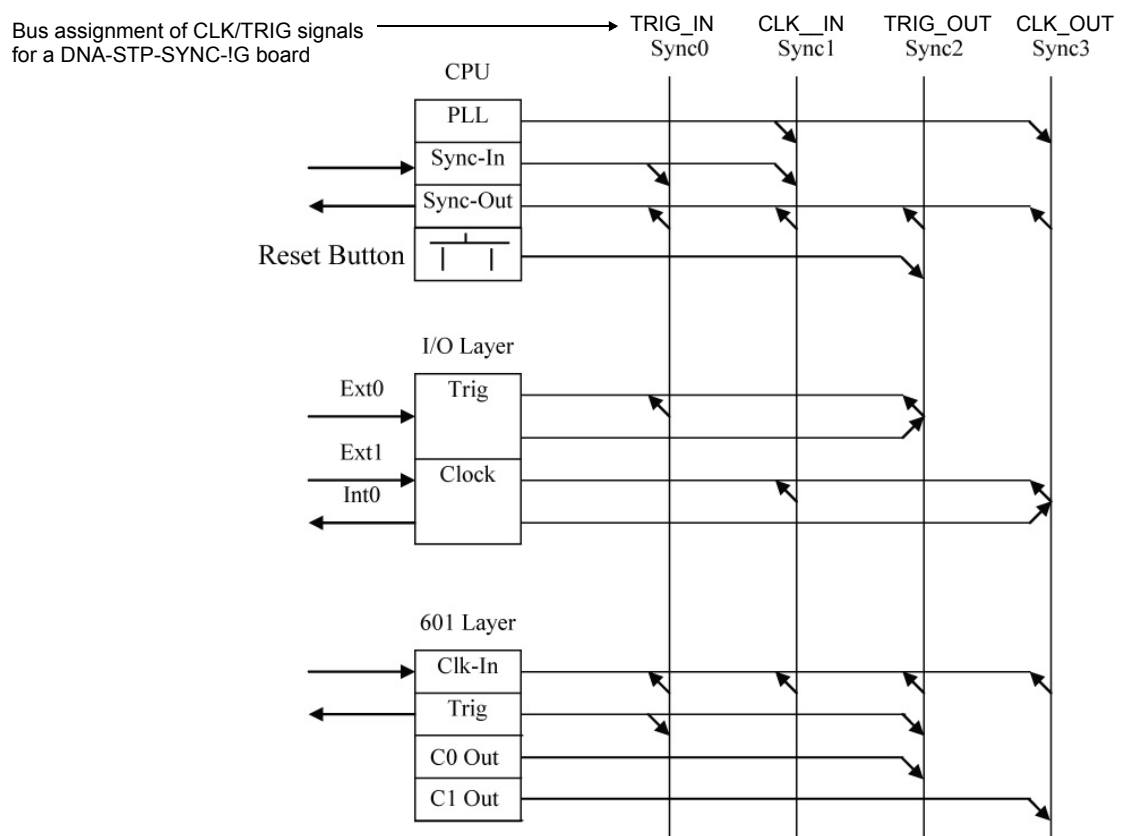 Bus assignment of CLK/TRIG signals
for a DNA-STP-SYNC-!G board
TRIG_IN CLK__IN TRIG_OUT CLK_OUT
Sync0 Sync1 Sync2 Sync3
CPU
PLL
Sync-In
Sync-Out
Reset Button
I/O Layer
Ext0
Trig
Ext1
Clock
Int0
601 Layer
Clk-In
Trig
C0 Out
C1 Out